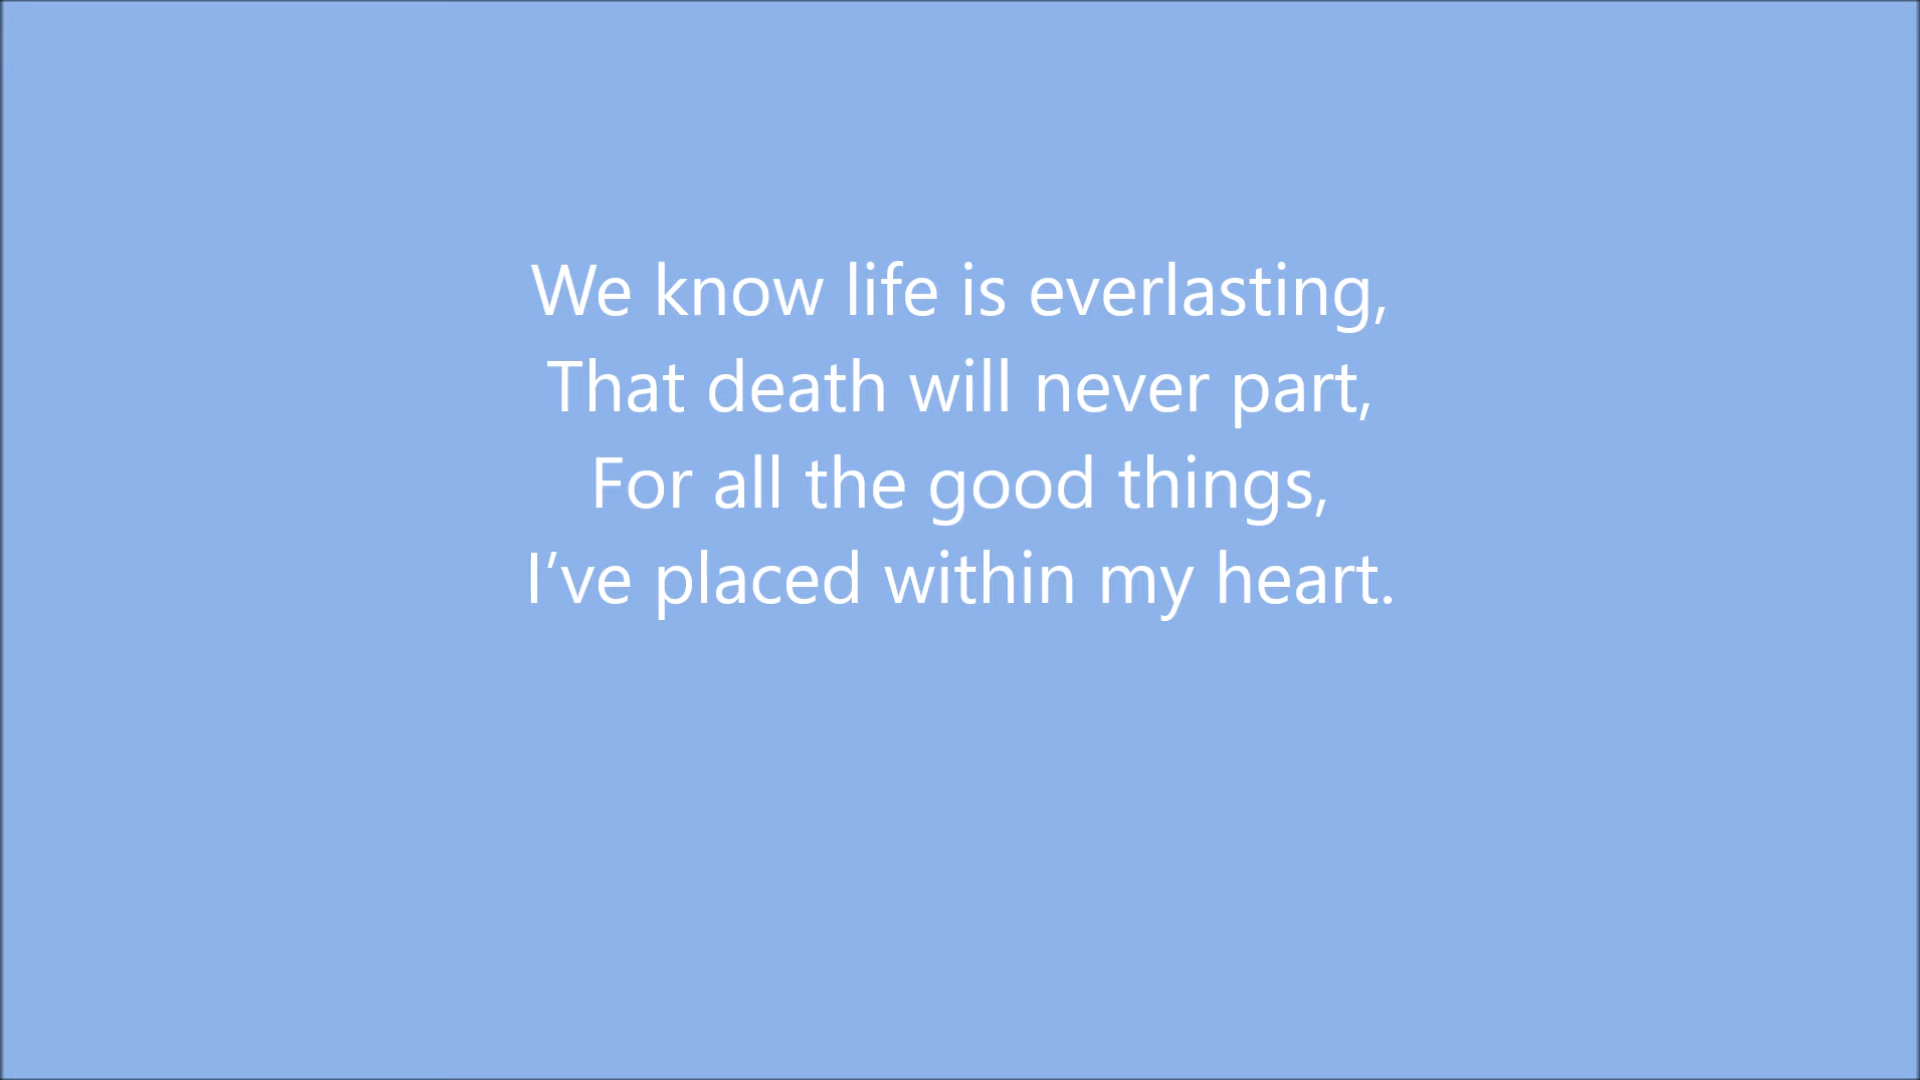 We know life is everlasting,
That death will never part,
For all the good things,
I’ve placed within my heart.